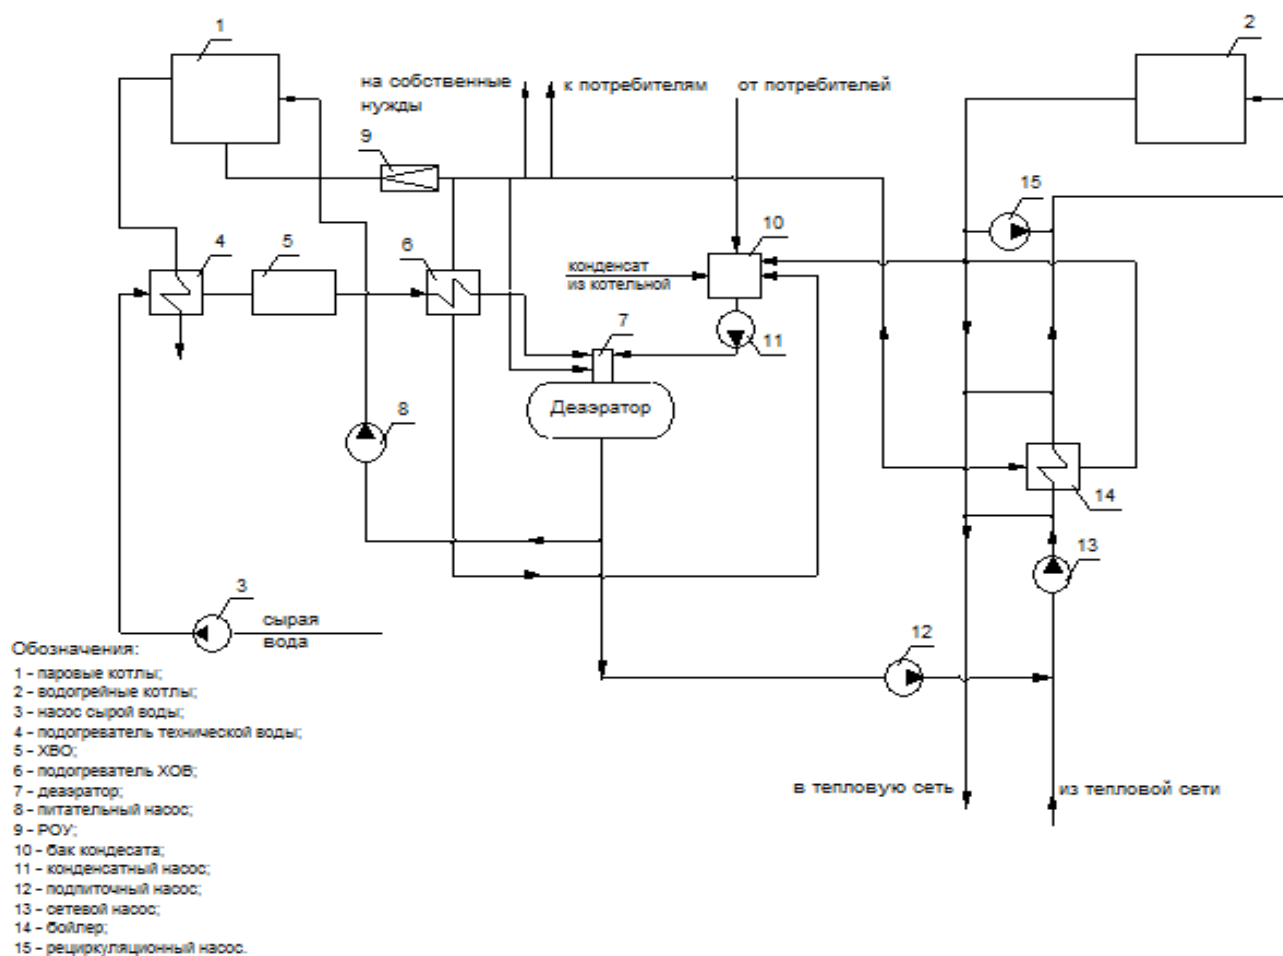 1
2
на собственные
нужды
к потребителям
от потребителей
9
15
4
5
6
10
конденсат
из котельной
7
11
Деаэратор
8
14
13
3
сырая
вода
12
в тепловую сеть
из тепловой сети
Обозначения:
1 - паровые котлы;
2 - водогрейные котлы;
3 - насос сырой воды;
4 - подогреватель технической воды;
5 - ХВО;
6 - подогреватель ХОВ;
7 - деаэратор;
8 - питательный насос;
9 - РОУ;
10 - бак кондесата;
11 - конденсатный насос;
12 - подпиточный насос;
13 - сетевой насос;
14 - бойлер;
15 - рециркуляционный насос.